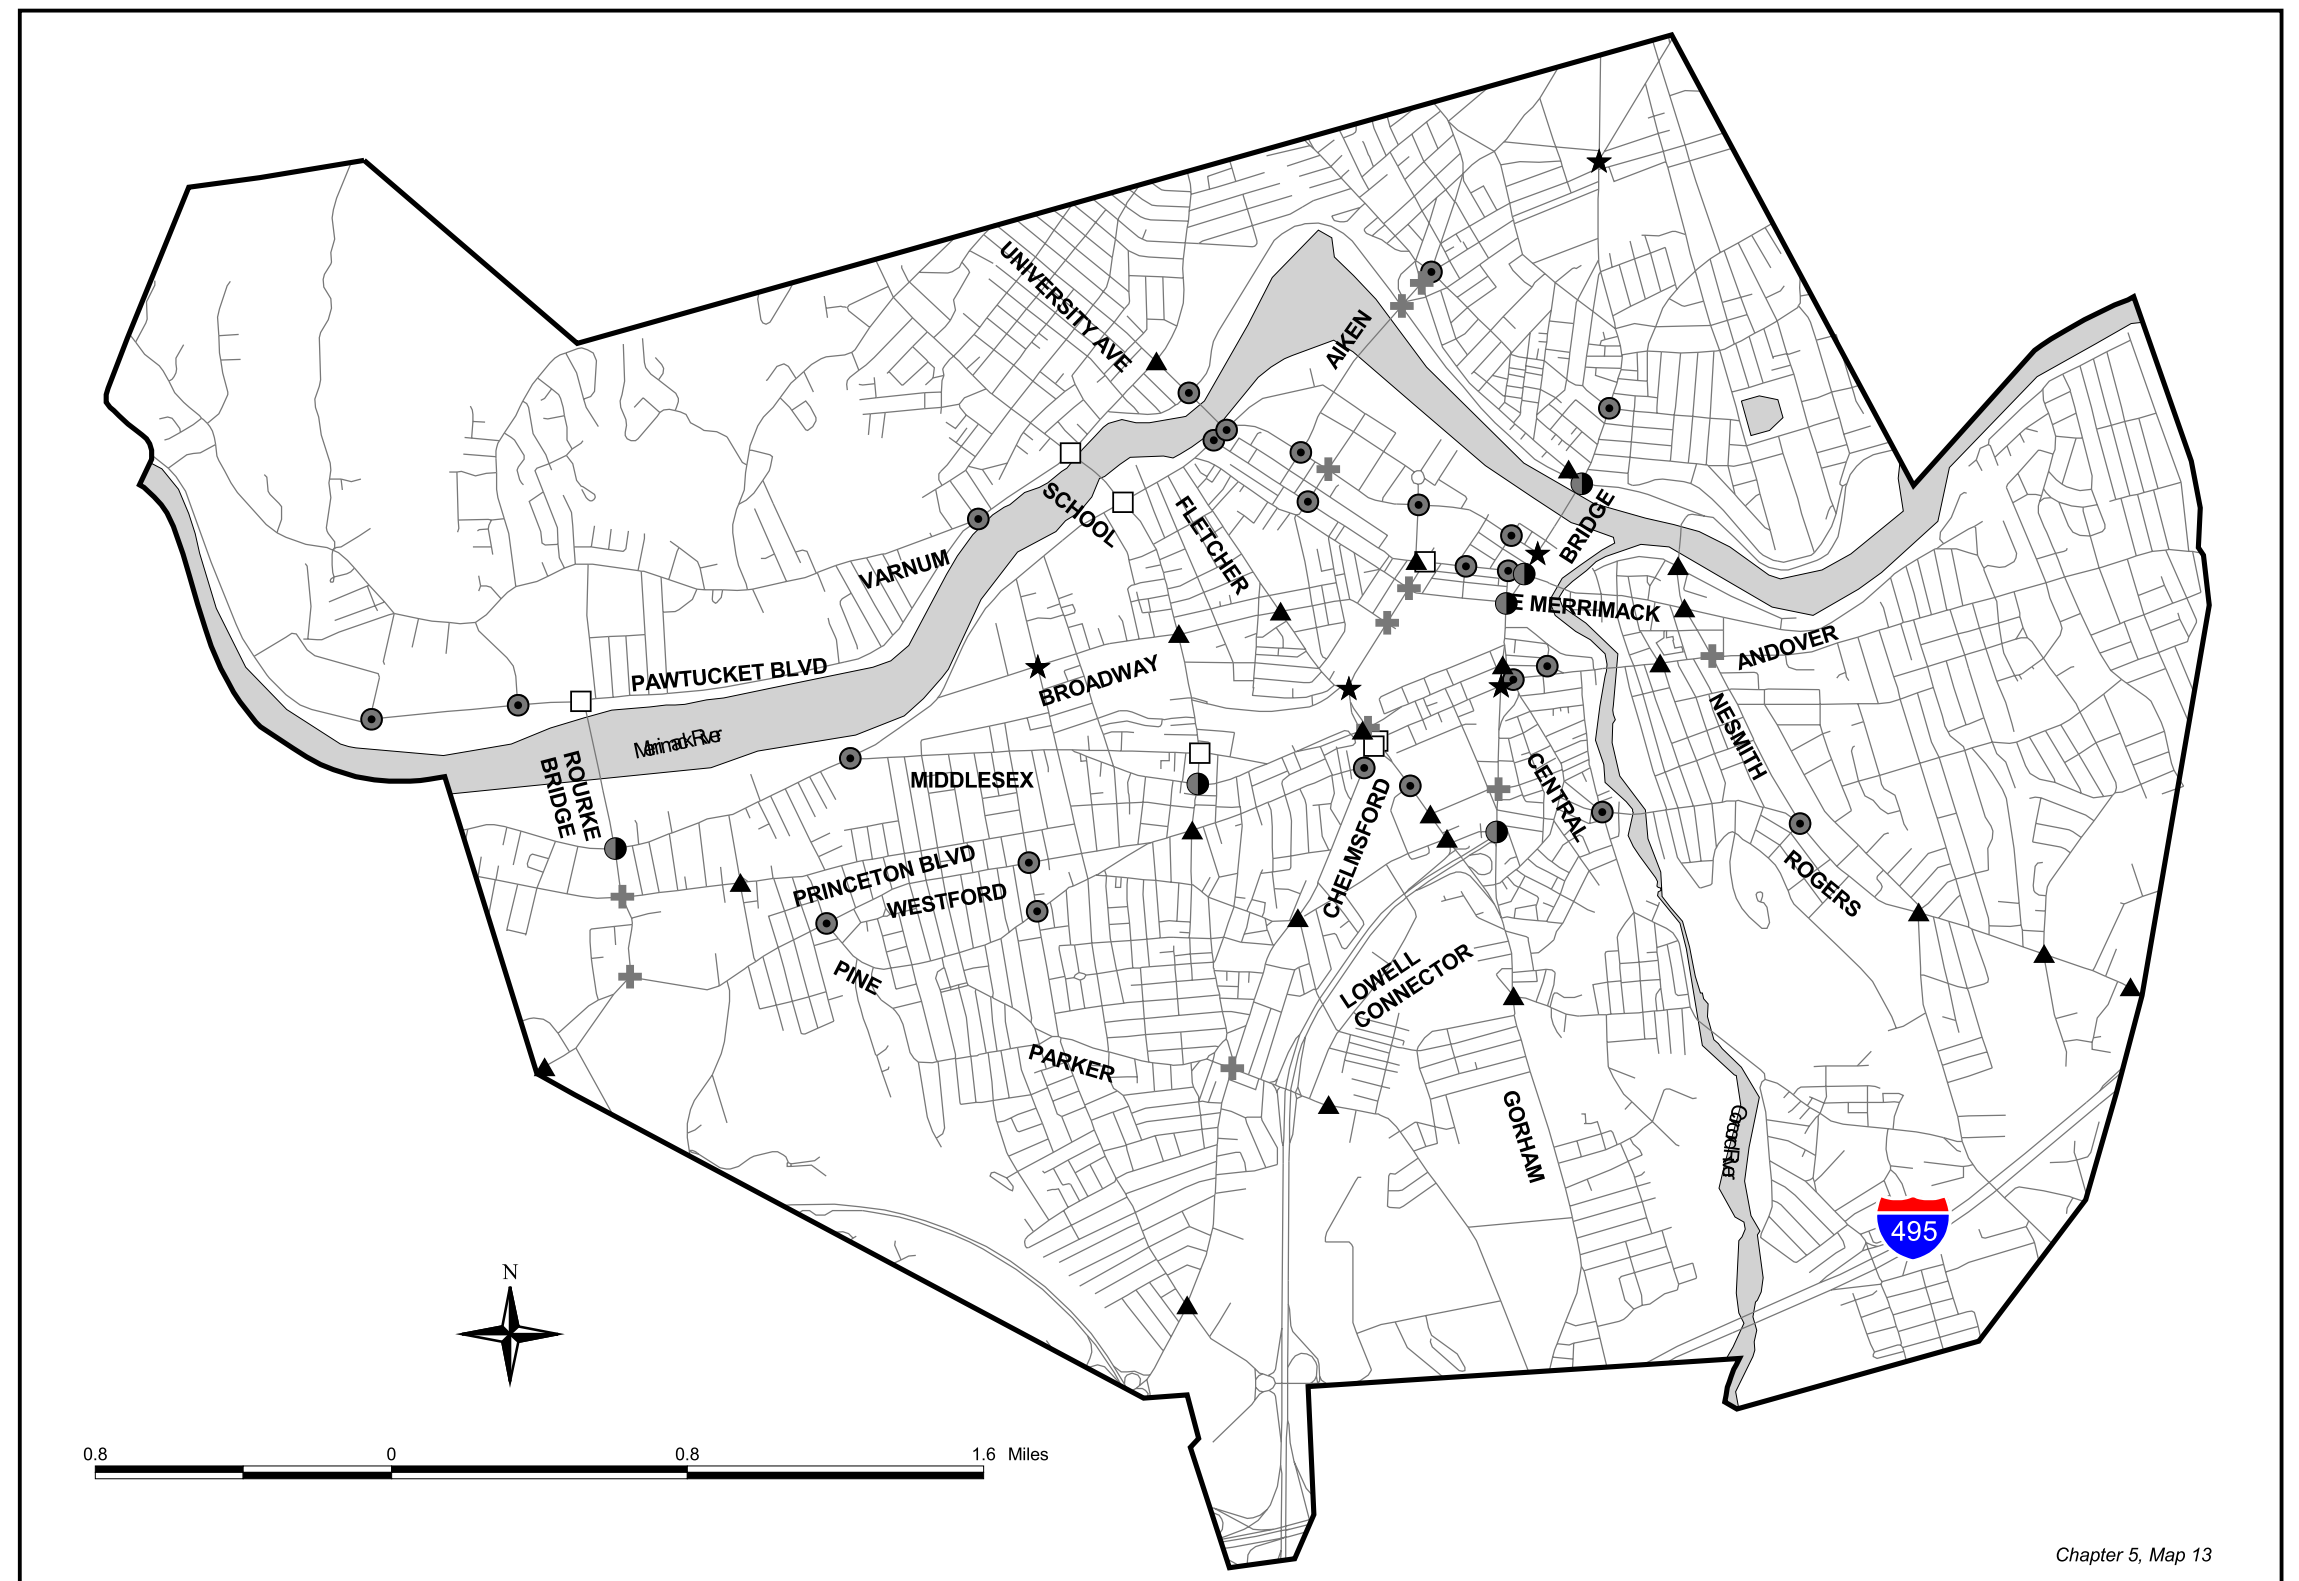 UNIVERSITY AVE
AIKEN
SCHOOL
FLETCHER
BRIDGE
VARNUM
E MERRIMACK
ANDOVER
PAWTUCKET BLVD
BROADWAY
Merrimack River
NESMITH
ROURKE
BRIDGE
MIDDLESEX
CENTRAL
CHELMSFORD
PRINCETON BLVD
WESTFORD
ROGERS
PINE
LOWELL
CONNECTOR
PARKER
GORHAM
495
N
0.8 0 0.8 1.6 Miles
Chapter 5, Map 13